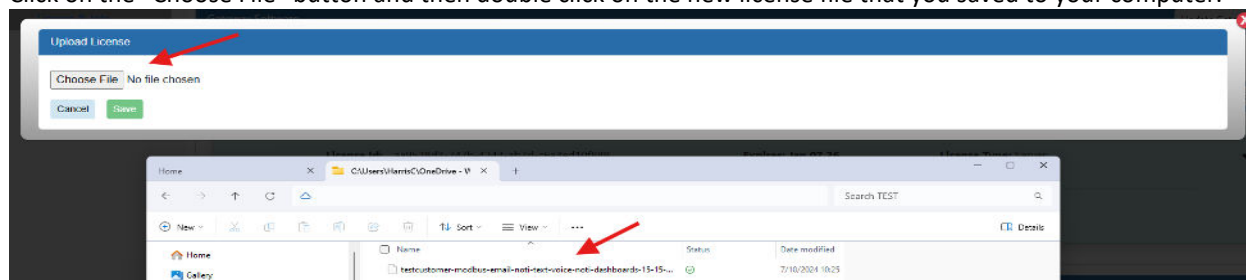 Click on the "Choose File" button and then double click on the new license file that you saved to your computer.
Upload License
Choose File No file chosen
Cancel Save
Home C:\Users\HarrisC\OneDrive - W
Search TEST
New Sort View ... Details
Home Name Status Date modified
Gallery testcustomer-modbus-email-noti-text-voice-noti-dashboards-15-15-... 7/10/2024 10:25